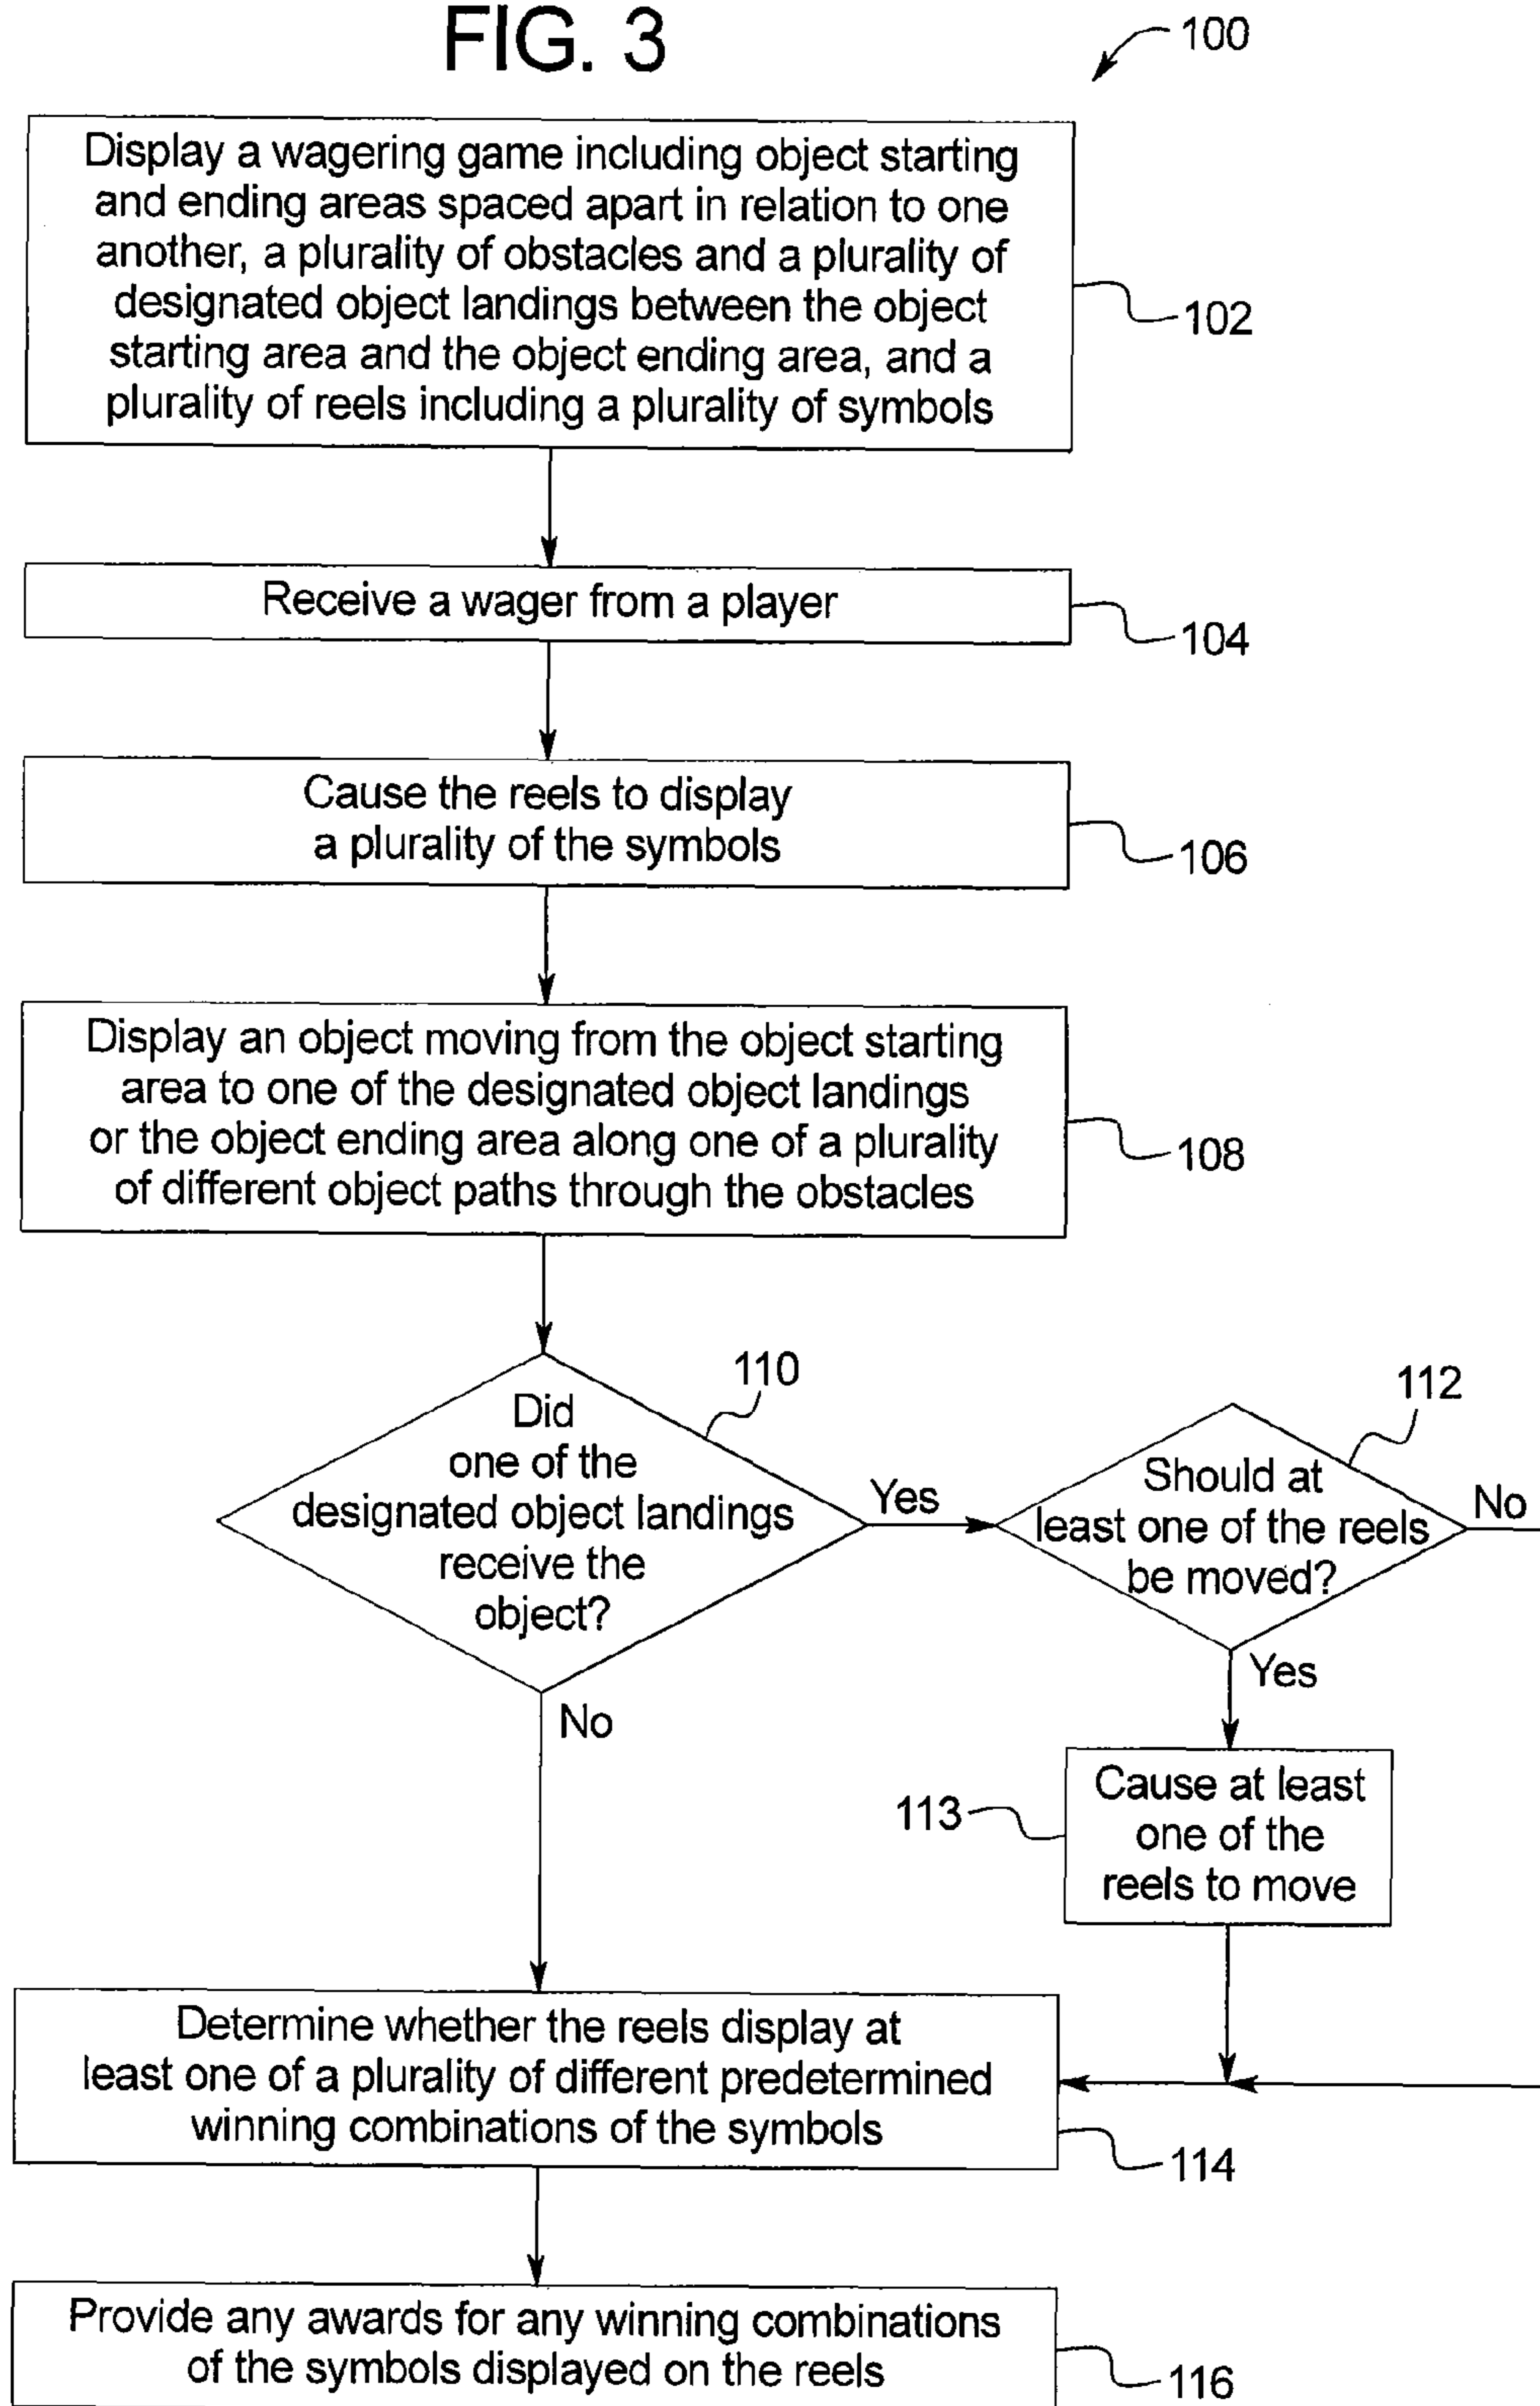 FIG. 3
100
Display a wagering game including object starting
and ending areas spaced apart in relation to one
another, a plurality of obstacles and a plurality of
designated object landings between the object
starting area and the object ending area, and a
plurality of reels including a plurality of symbols
102
Receive a wager from a player
104
Cause the reels to display
a plurality of the symbols
106
Display an object moving from the object starting
area to one of the designated object landings
or the object ending area along one of a plurality
of different object paths through the obstacles
108
110
Did
one of the
designated object landings
receive the
object?
Yes
No
112
Should at
least one of the reels
be moved?
No
Yes
113
Cause at least
one of the
reels to move
Determine whether the reels display at
least one of a plurality of different predetermined
winning combinations of the symbols
114
Provide any awards for any winning combinations
of the symbols displayed on the reels
116